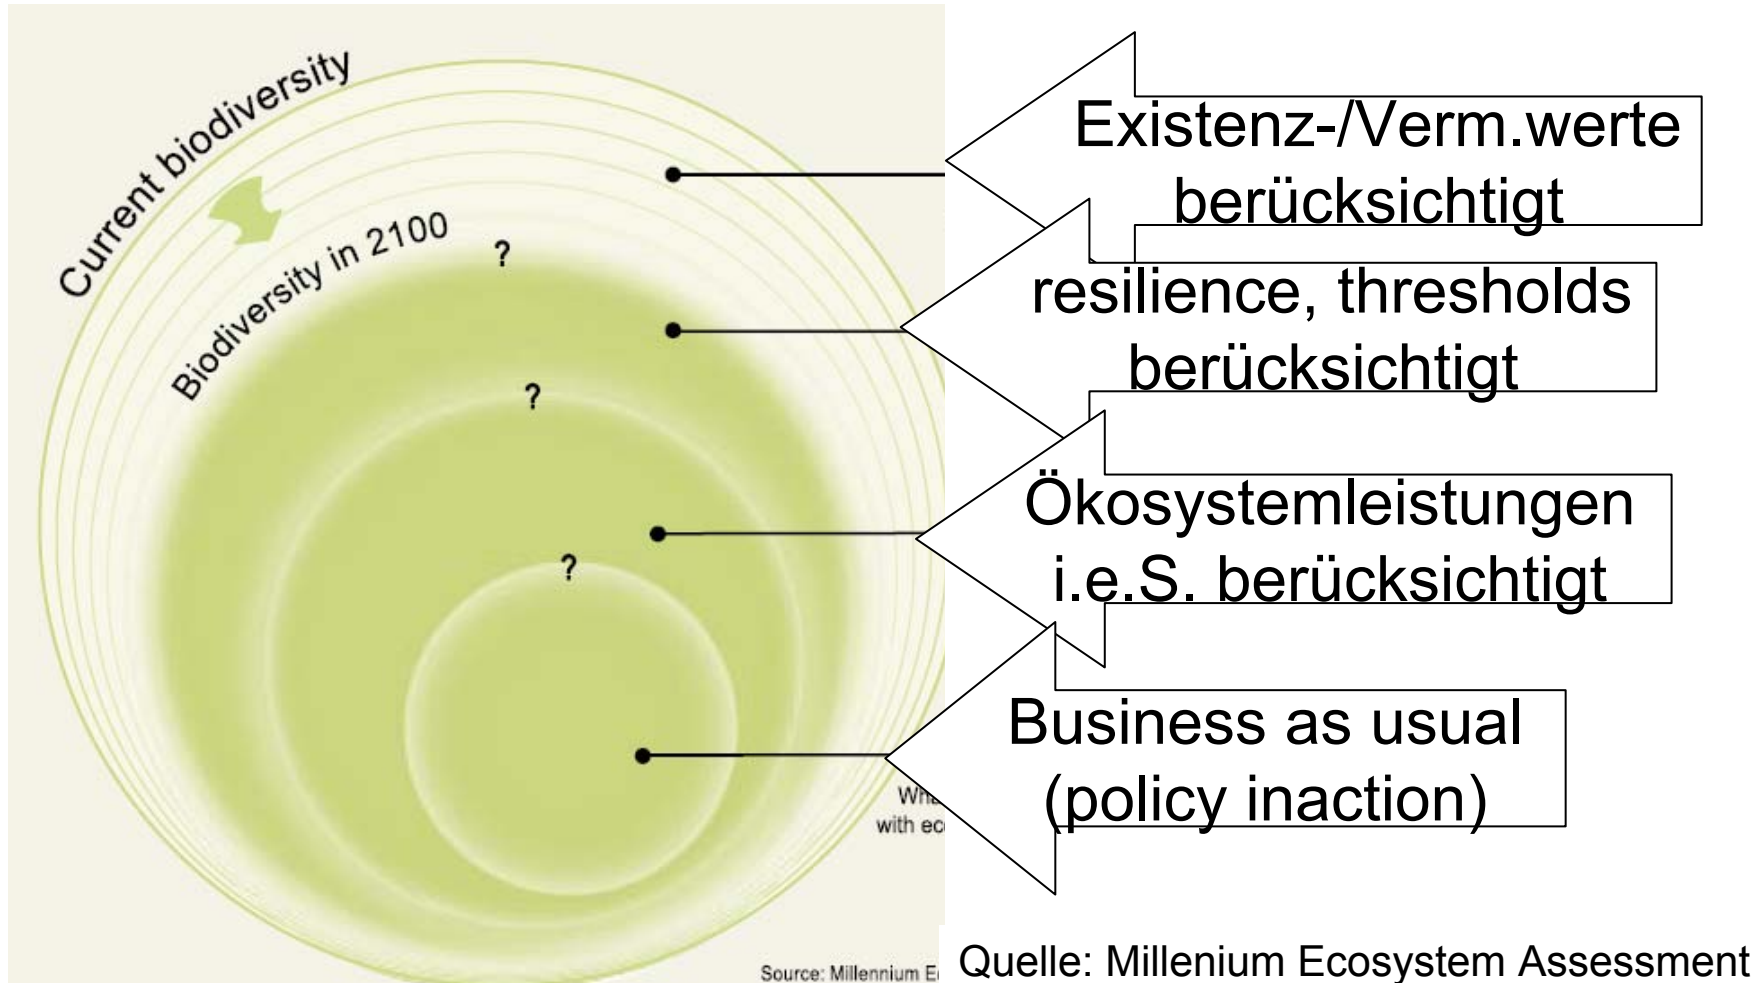 Current biodiversity
Biodiversity in 2100
?
?
?
Existenz-/Verm.werte
berücksichtigt
resilience, thresholds
berücksichtigt
Ökosystemleistungen
i.e.S. berücksichtigt
Business as usual
(policy inaction)
with
Source: Millennium
Quelle: Millenium Ecosystem Assessment